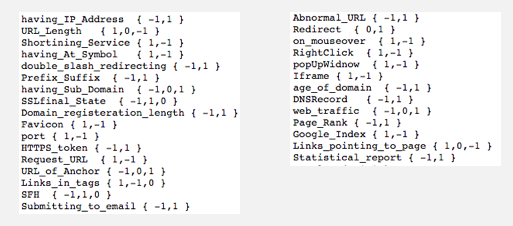 having_IP_Address { -1,1 }
URL_Length { 1,0,-1 }
Shortining_Service { 1,-1 }
having_At_Symbol { 1,-1 }
double_slash_redirecting { -1,1 }
Prefix_Suffix { -1,1 }
having_Sub_Domain { -1,0,1 }
SSLfinal_State { -1,1,0 }
Domain_registeration_length { -1,1 }
Favicon { 1,-1 }
port { 1,-1 }
HTTPS_token { -1,1 }
Request_URL { 1,-1 }
URL_of_Anchor { -1,0,1 }
Links_in_tags { 1,-1,0 }
SFH { -1,1,0 }
Submitting_to_email { -1,1 }
Abnormal_URL { -1,1 }
Redirect { 0,1 }
on_mouseover { 1,-1 }
RightClick { 1,-1 }
popUpWidnow { 1,-1 }
Iframe { 1,-1 }
age_of_domain { -1,1 }
DNSRecord { -1,1 }
web_traffic { -1,0,1 }
Page_Rank { -1,1 }
Google_Index { 1,-1 }
Links_pointing_to_page { 1,0,-1 }
Statistical_report { -1,1 }